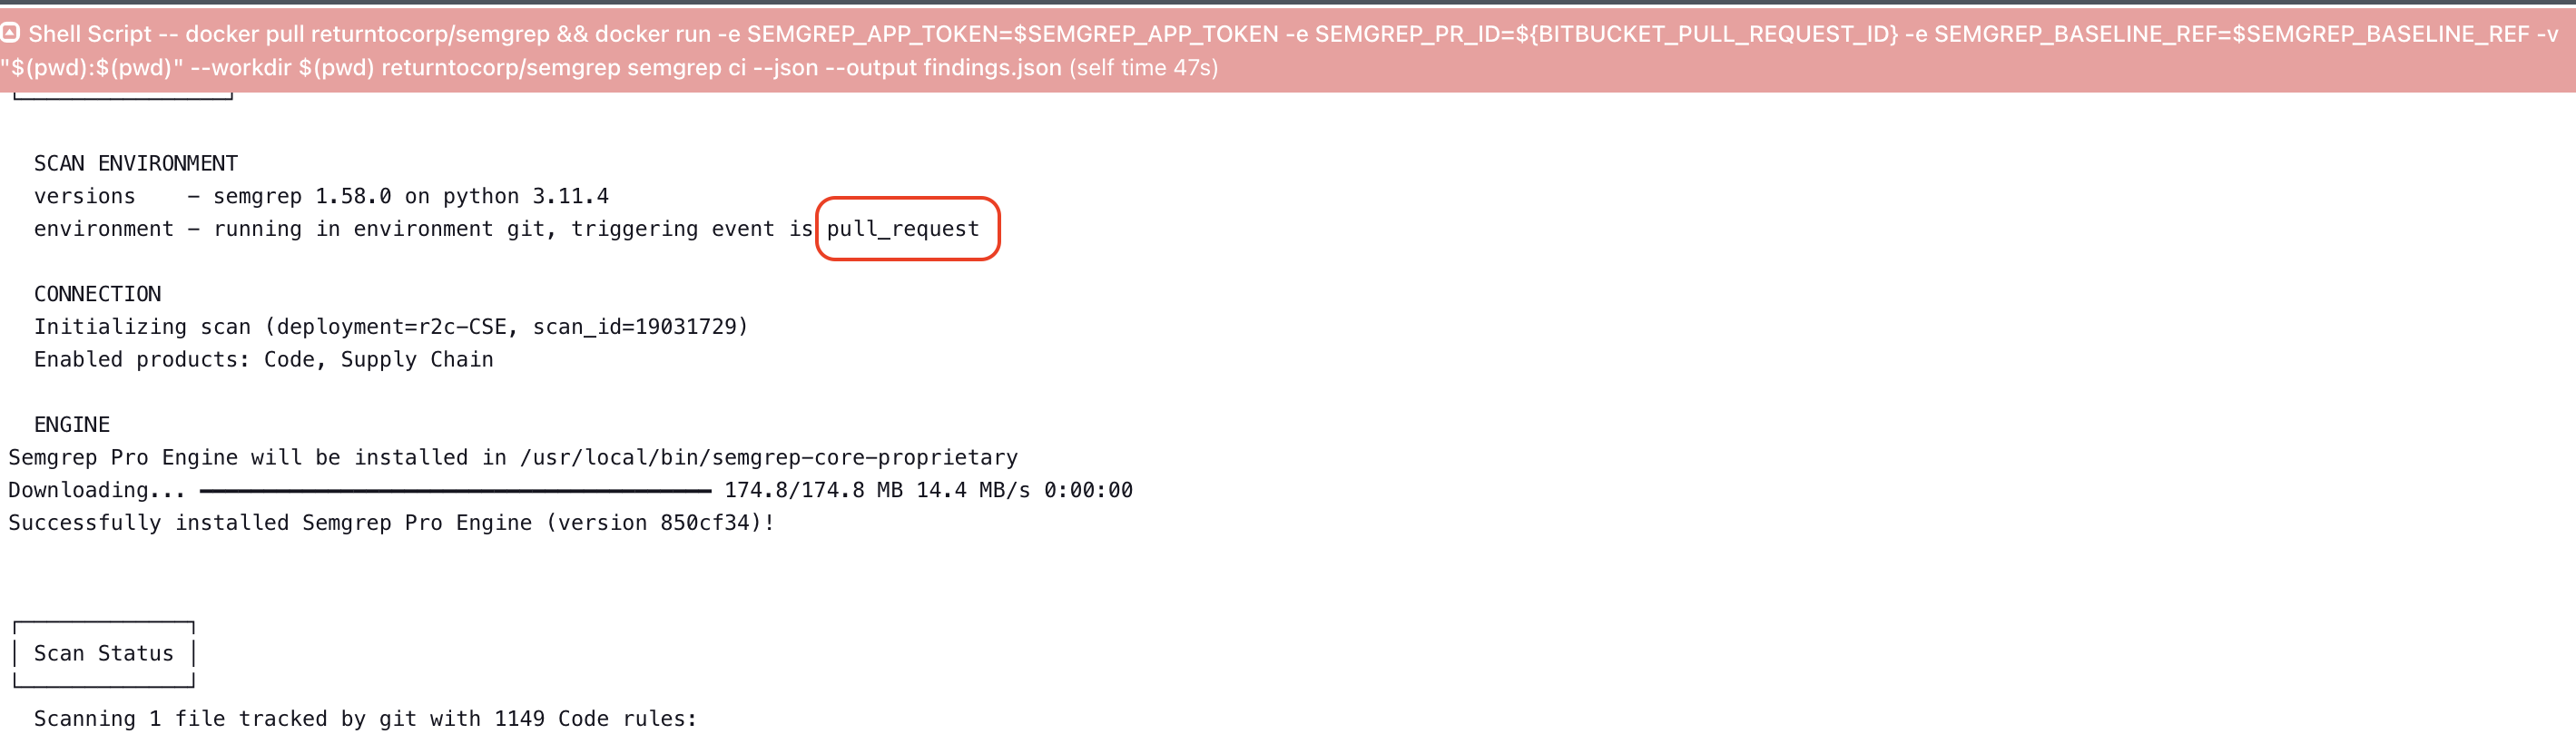 Shell Script -- docker pull returntocorp/semgrep && docker run -e SEMGREP_APP_TOKEN=$SEMGREP_APP_TOKEN -e SEMGREP_PR_ID=${BITBUCKET_PULL_REQUEST_ID} -e SEMGREP_BASELINE_REF=$SEMGREP_BASELINE_REF -v
"$(pwd):$(pwd)" --workdir $(pwd) returntocorp/semgrep semgrep ci --json --output findings.json (self time 47s)
SCAN ENVIRONMENT
versions    - semgrep 1.58.0 on python 3.11.4
environment - running in environment git, triggering event is pull_request
CONNECTION
Initializing scan (deployment=r2c-CSE, scan_id=19031729)
Enabled products: Code, Supply Chain
ENGINE
Semgrep Pro Engine will be installed in /usr/local/bin/semgrep-core-proprietary
Downloading... 174.8/174.8 MB 14.4 MB/s 0:00:00
Successfully installed Semgrep Pro Engine (version 850cf34)!
Scan Status
Scanning 1 file tracked by git with 1149 Code rules: